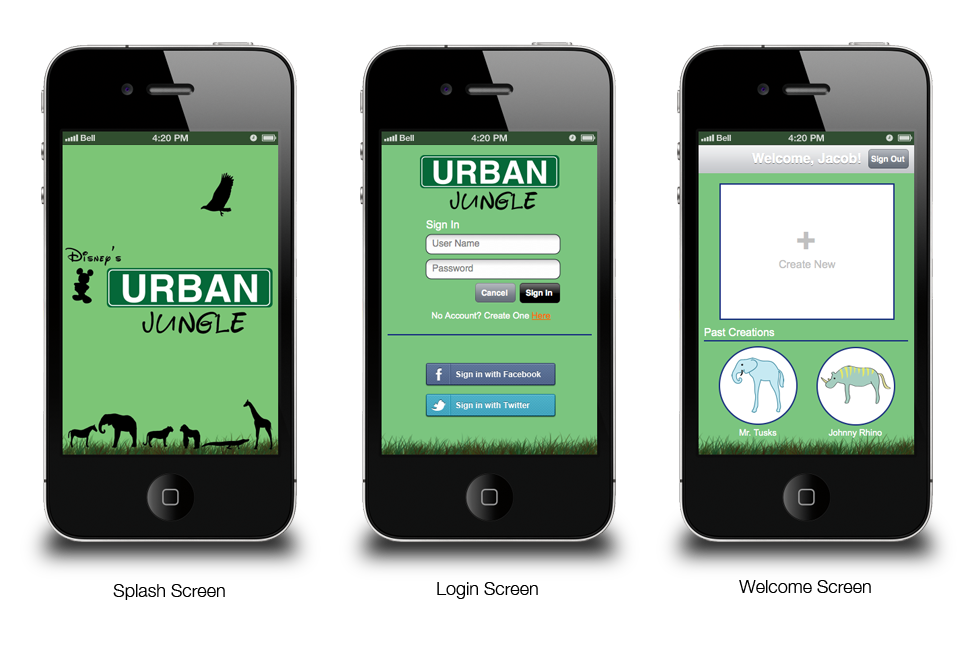 Bell 4:20 PM
Disney's
URBAN
JUNGLE
Splash Screen
Bell 4:20 PM
URBAN
JUNGLE
Sign In
User Name
Password
Cancel Sign In
No Account? Create One Here
f Sign in with Facebook
Sign in with Twitter
Login Screen
Bell 4:20 PM
Welcome, Jacob! Sign Out
+
Create New
Past Creations
Mr. Tusks Johnny Rhino
Welcome Screen